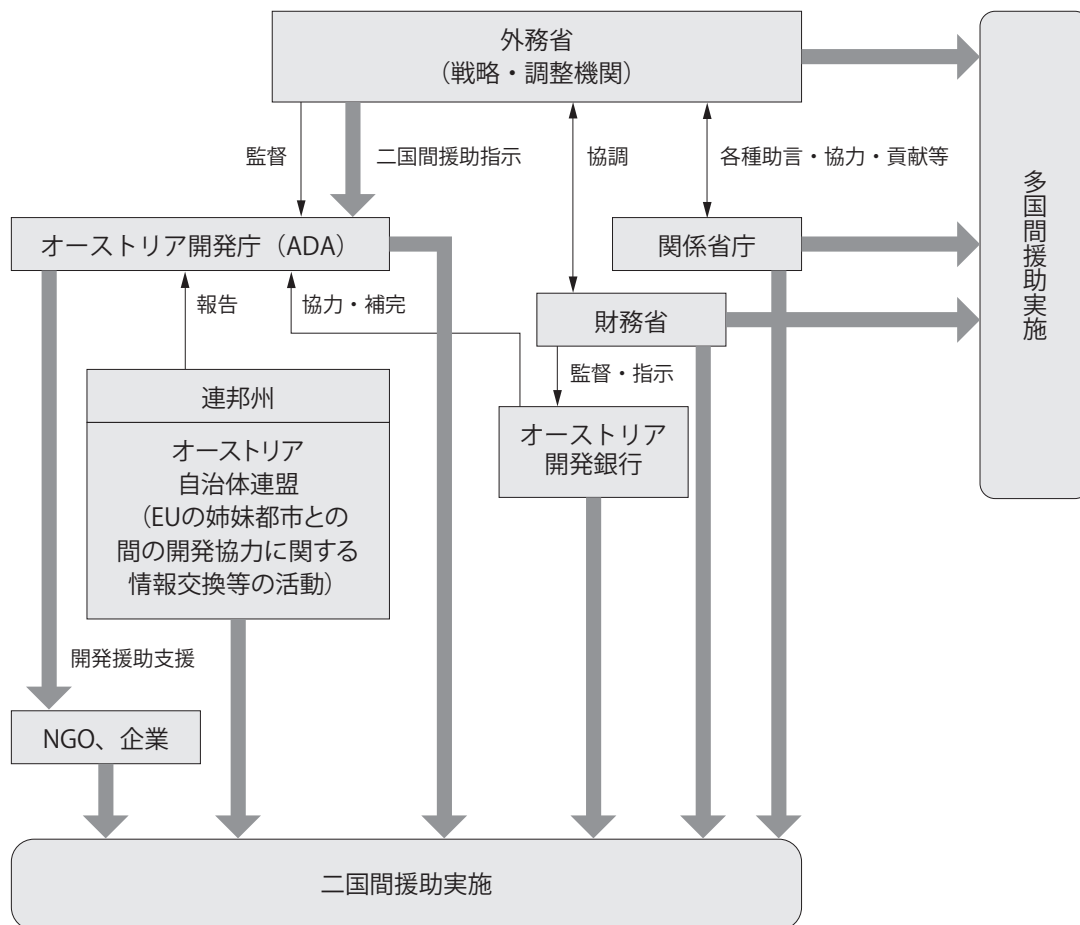 外務省
（戦略・調整機関）
監督
二国間援助指示
協調
各種助言・協力・貢献等
多国間援助実施
オーストリア開発庁（ADA）
関係省庁
報告
協力・補完
財務省
監督・指示
連邦州
オーストリア
開発銀行
オーストリア
自治体連盟
（EUの姉妹都市との
間の開発協力に関する
情報交換等の活動）
開発援助支援
NGO、企業
二国間援助実施